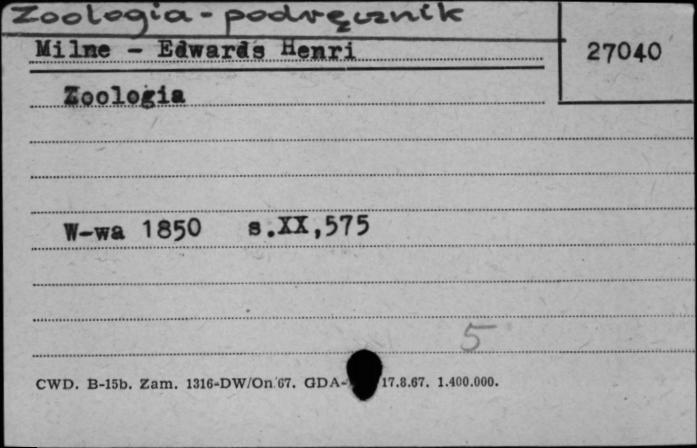 Zoologia - podręcznik
Milne - Edwards Henri
27040
Zoologia
W-wa 1850 s.XX,575
5
CWD. B-15b. Zam. 1316-DW/On 67. GDA- 17.8.67. 1.400.000.